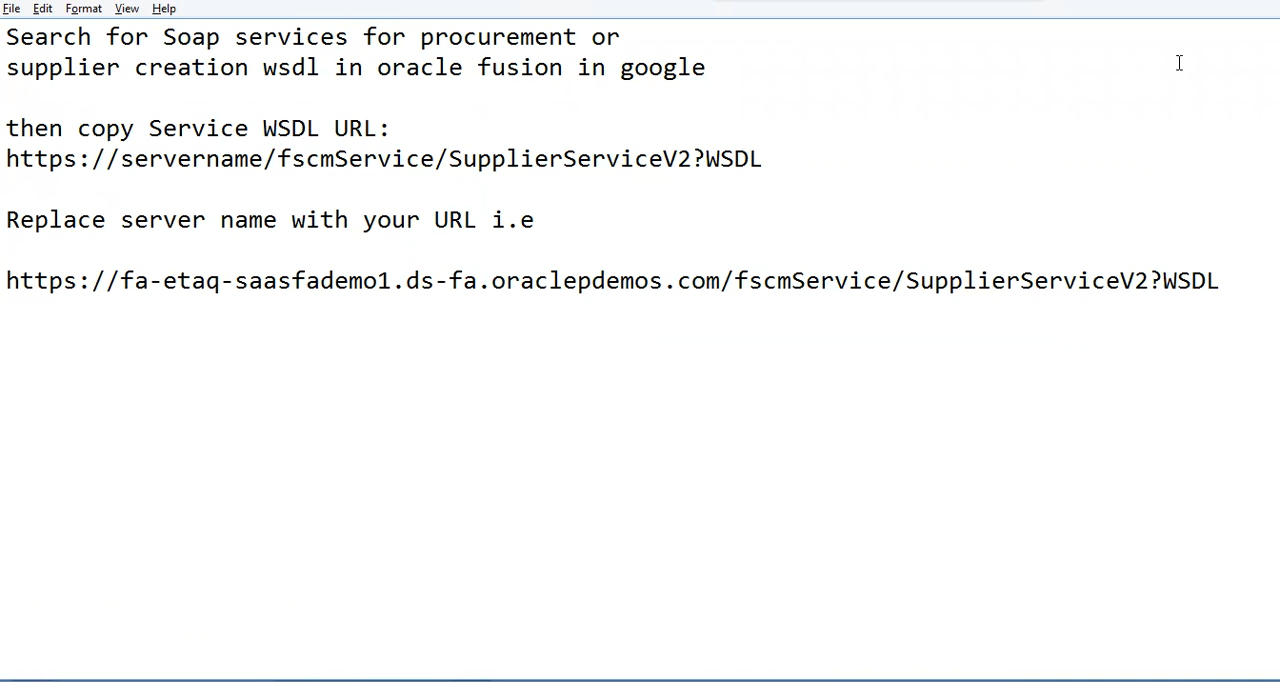 File Edit Format View Help
Search for Soap services for procurement or
supplier creation wsdl in oracle fusion in google
then copy Service WSDL URL:
https://servername/fscmService/SupplierServiceV2?WSDL
Replace server name with your URL i.e
https://fa-etaq-saasfademo1.ds-fa.oraclepdemos.com/fscmService/SupplierServiceV2?WSDL